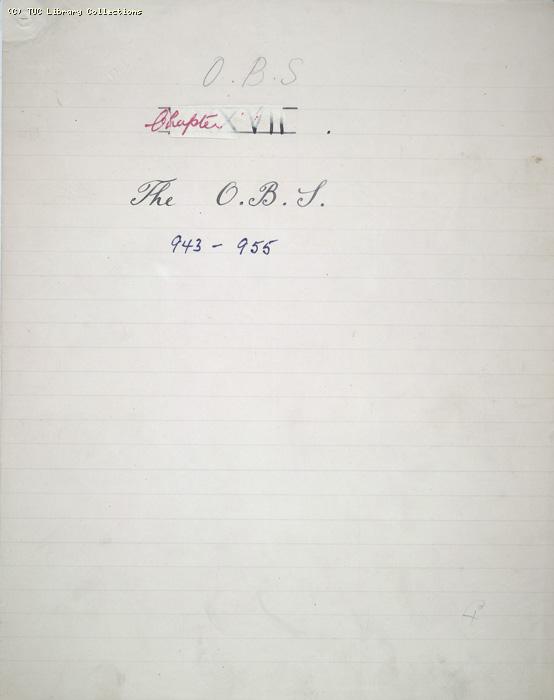 (C) TUC Library Collections
O.B.S
Chapter XVII.
The O.B.S.
943 - 955